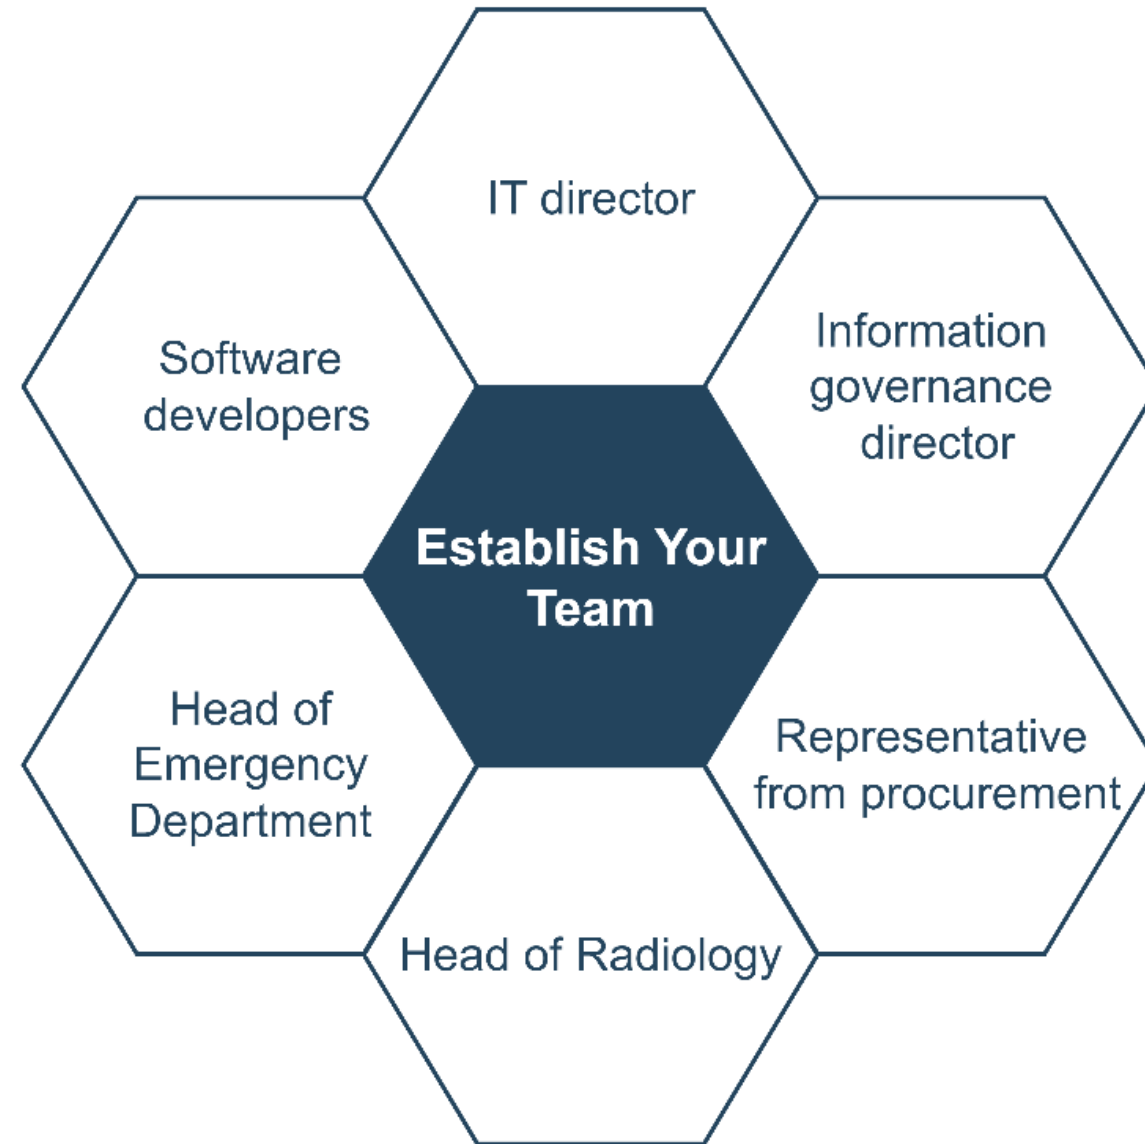 IT director
Software
developers
Information
governance
director
Establish Your
Team
Head of
Emergency
Department
Representative
from procurement
Head of Radiology